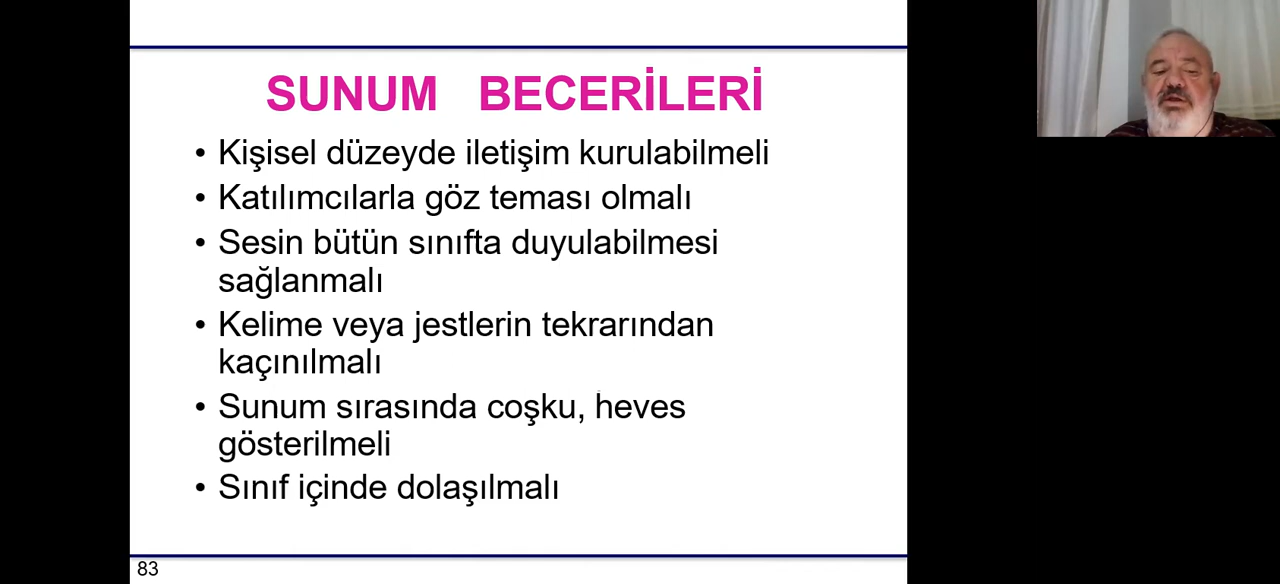 SUNUM BECERİLERİ
• Kişisel düzeyde iletişim kurulabilmeli
• Katılımcılarla göz teması olmalı
• Sesin bütün sınıfta duyulabilmesi
sağlanmalı
• Kelime veya jestlerin tekrarından
kaçınılmalı
• Sunum sırasında coşku, heves
gösterilmeli
• Sınıf içinde dolaşılmalı
83